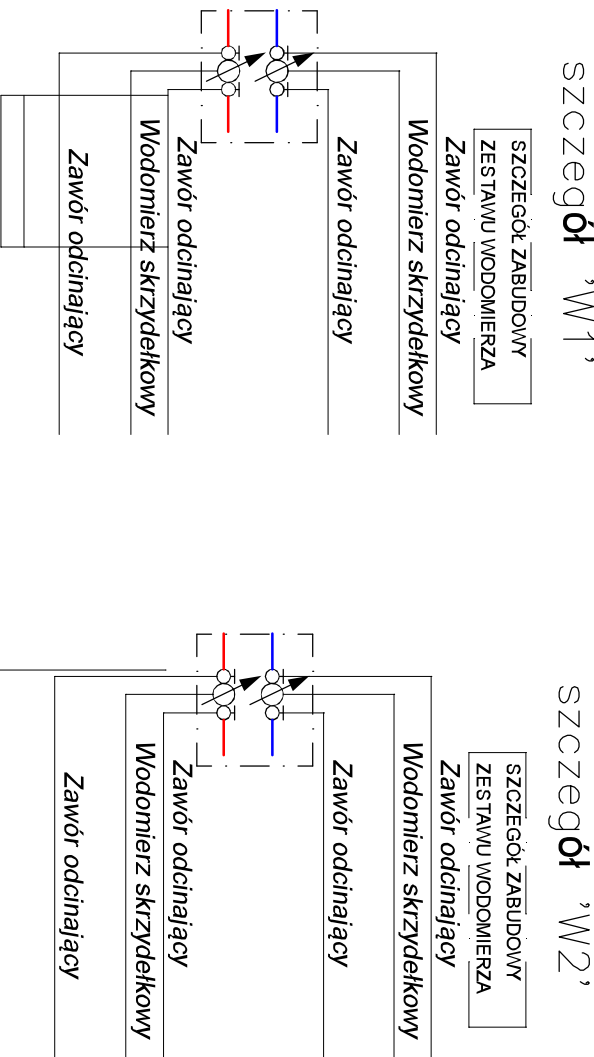 szczegół 'W1'
SZCZEGÓŁ ZABUDOWY
ZESTAWU WODOMIERZA
Zawór odcinający
Wodomierz skrzydełkowy
Zawór odcinający
Zawór odcinający
Wodomierz skrzydełkowy
Zawór odcinający
szczegół 'W2'
SZCZEGÓŁ ZABUDOWY
ZESTAWU WODOMIERZA
Zawór odcinający
Wodomierz skrzydełkowy
Zawór odcinający
Zawór odcinający
Wodomierz skrzydełkowy
Zawór odcinający